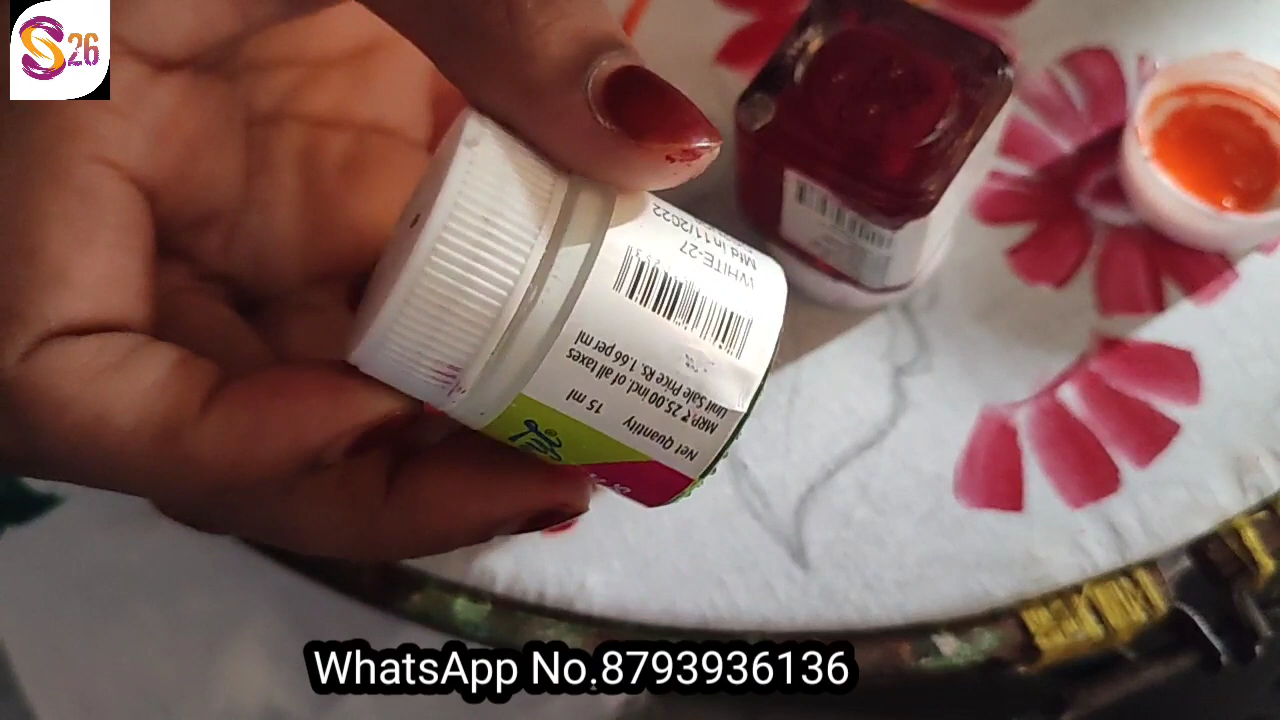 S 26
WHITE-27
Mfd in 11/2022
MRP ₹ 25.00 incl. of all taxes
Unit Sale Price Rs. 1.66 per ml
Net Quantity 15 ml
WhatsApp No.8793936136